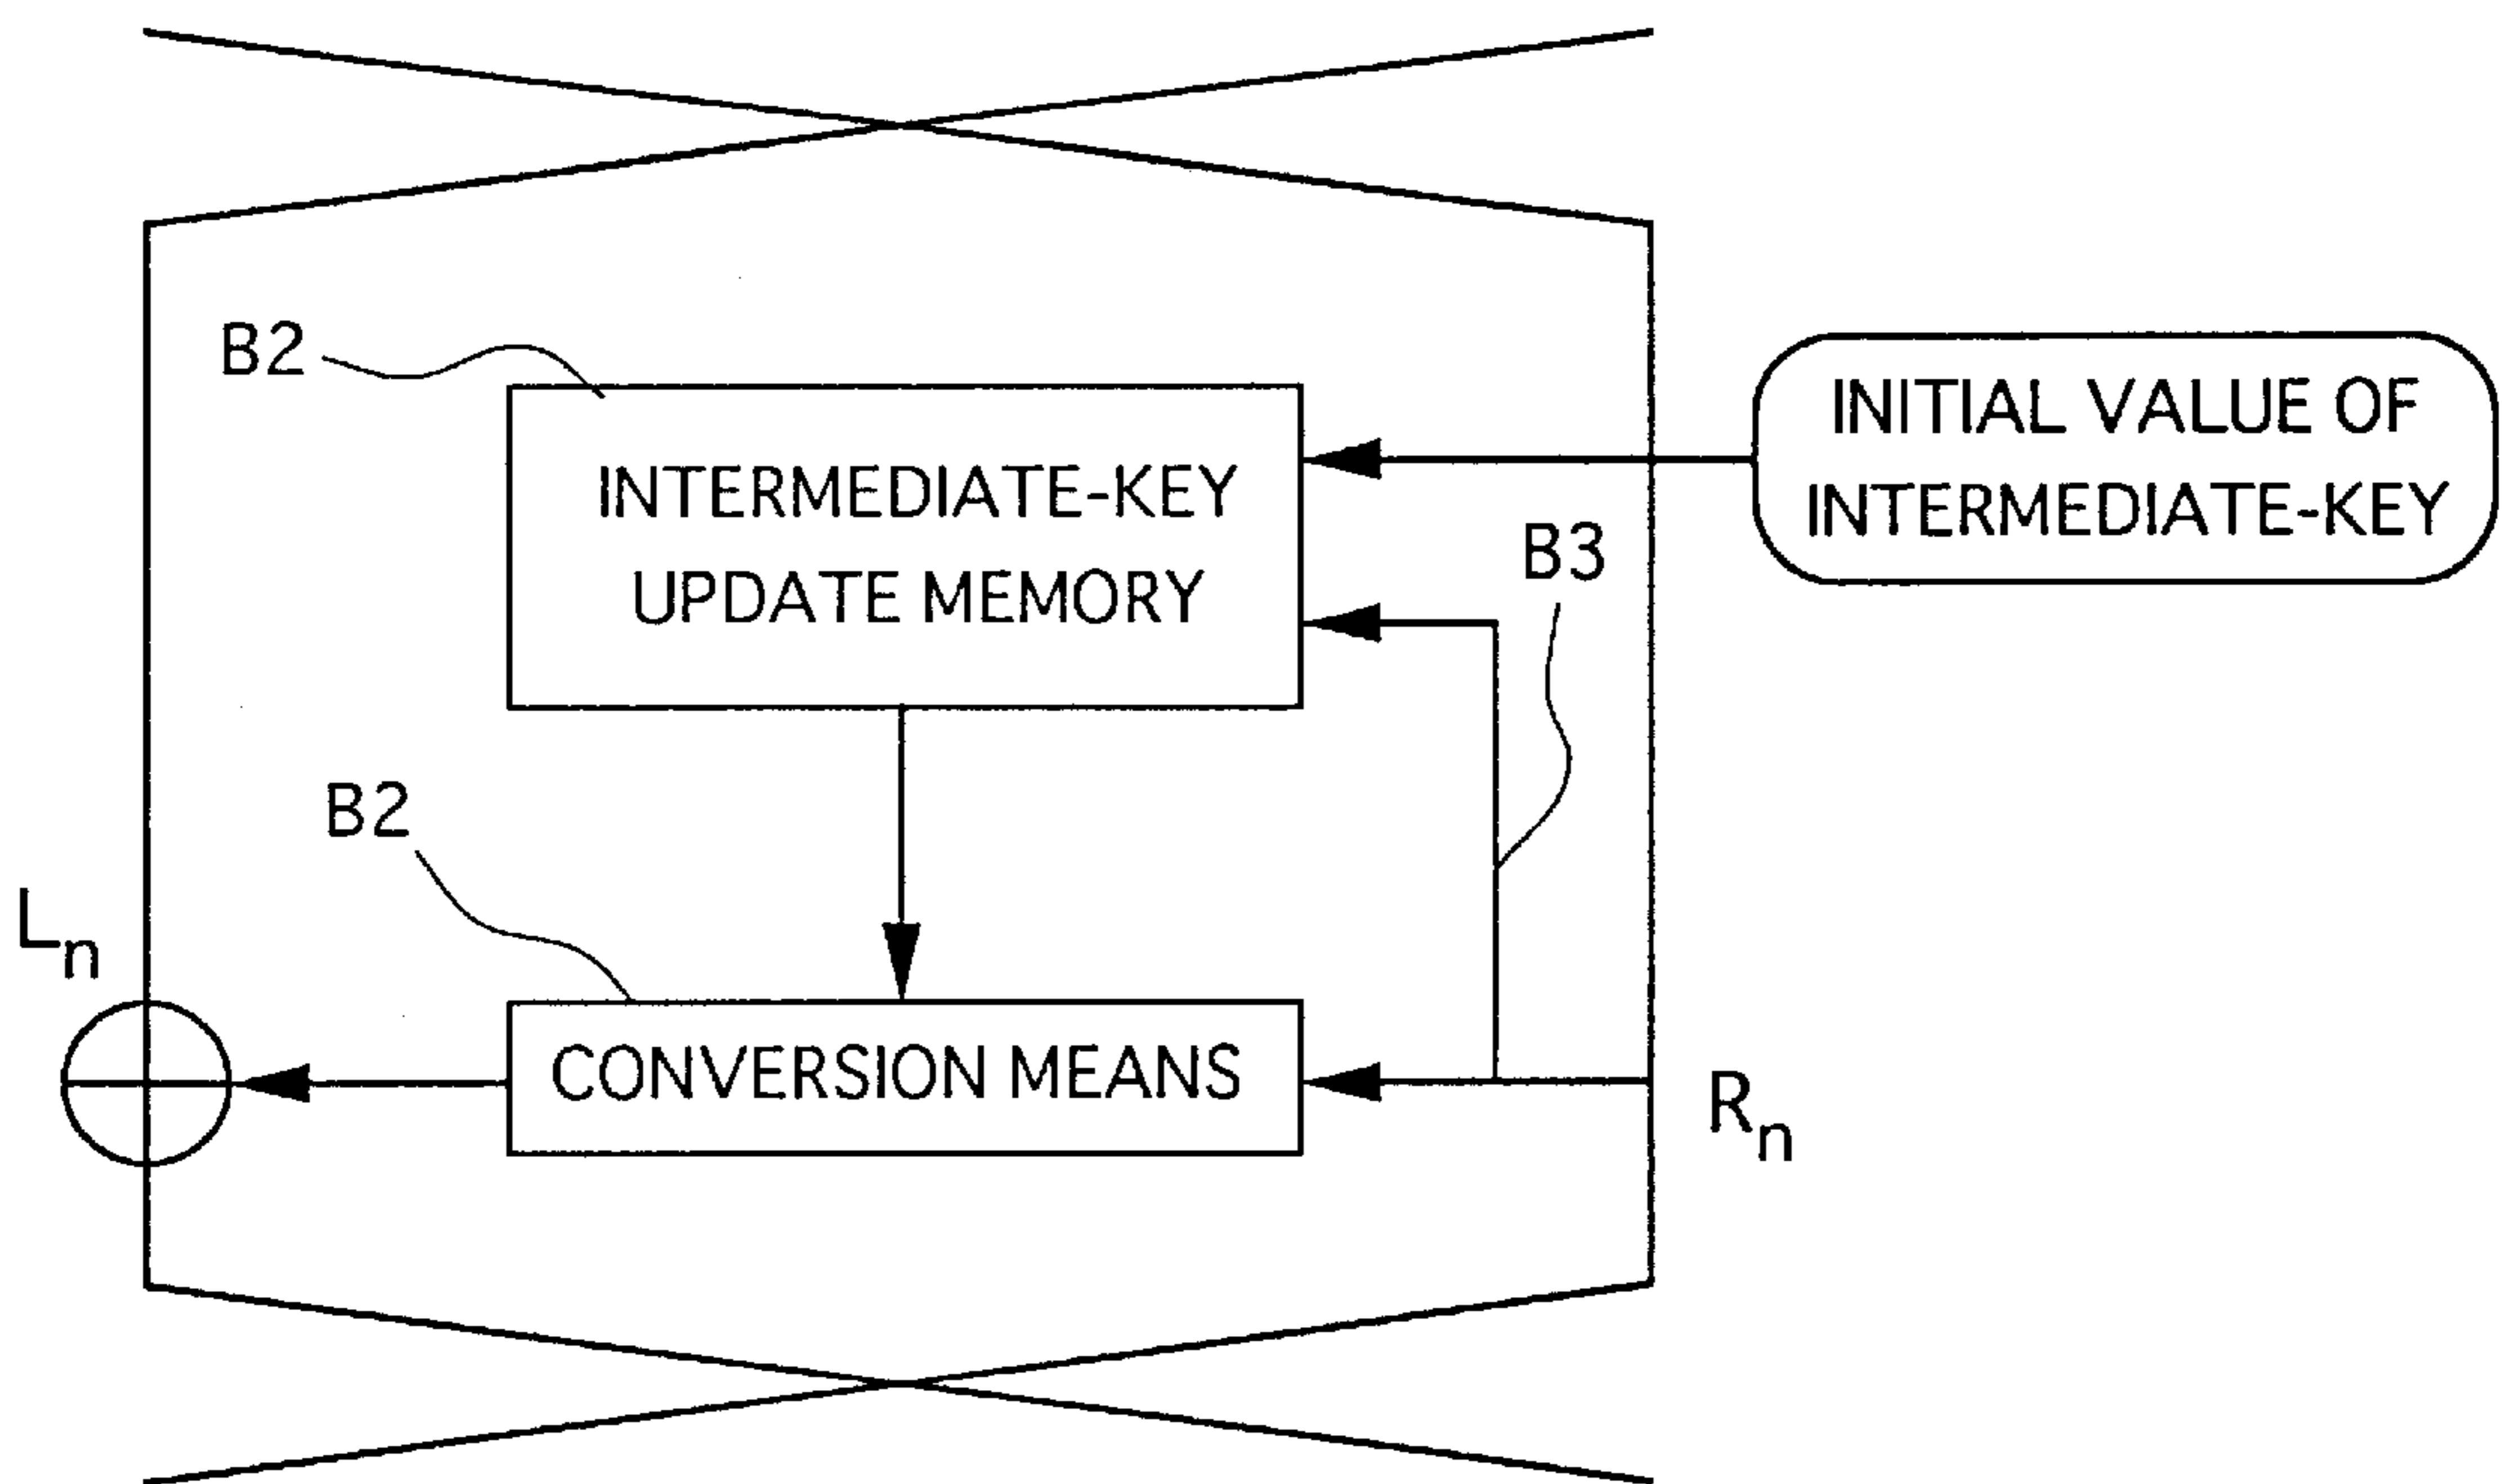 B2
INTERMEDIATE-KEY
UPDATE MEMORY
INITIAL VALUE OF
INTERMEDIATE-KEY
B3
B2
Ln
CONVERSION MEANS
Rn